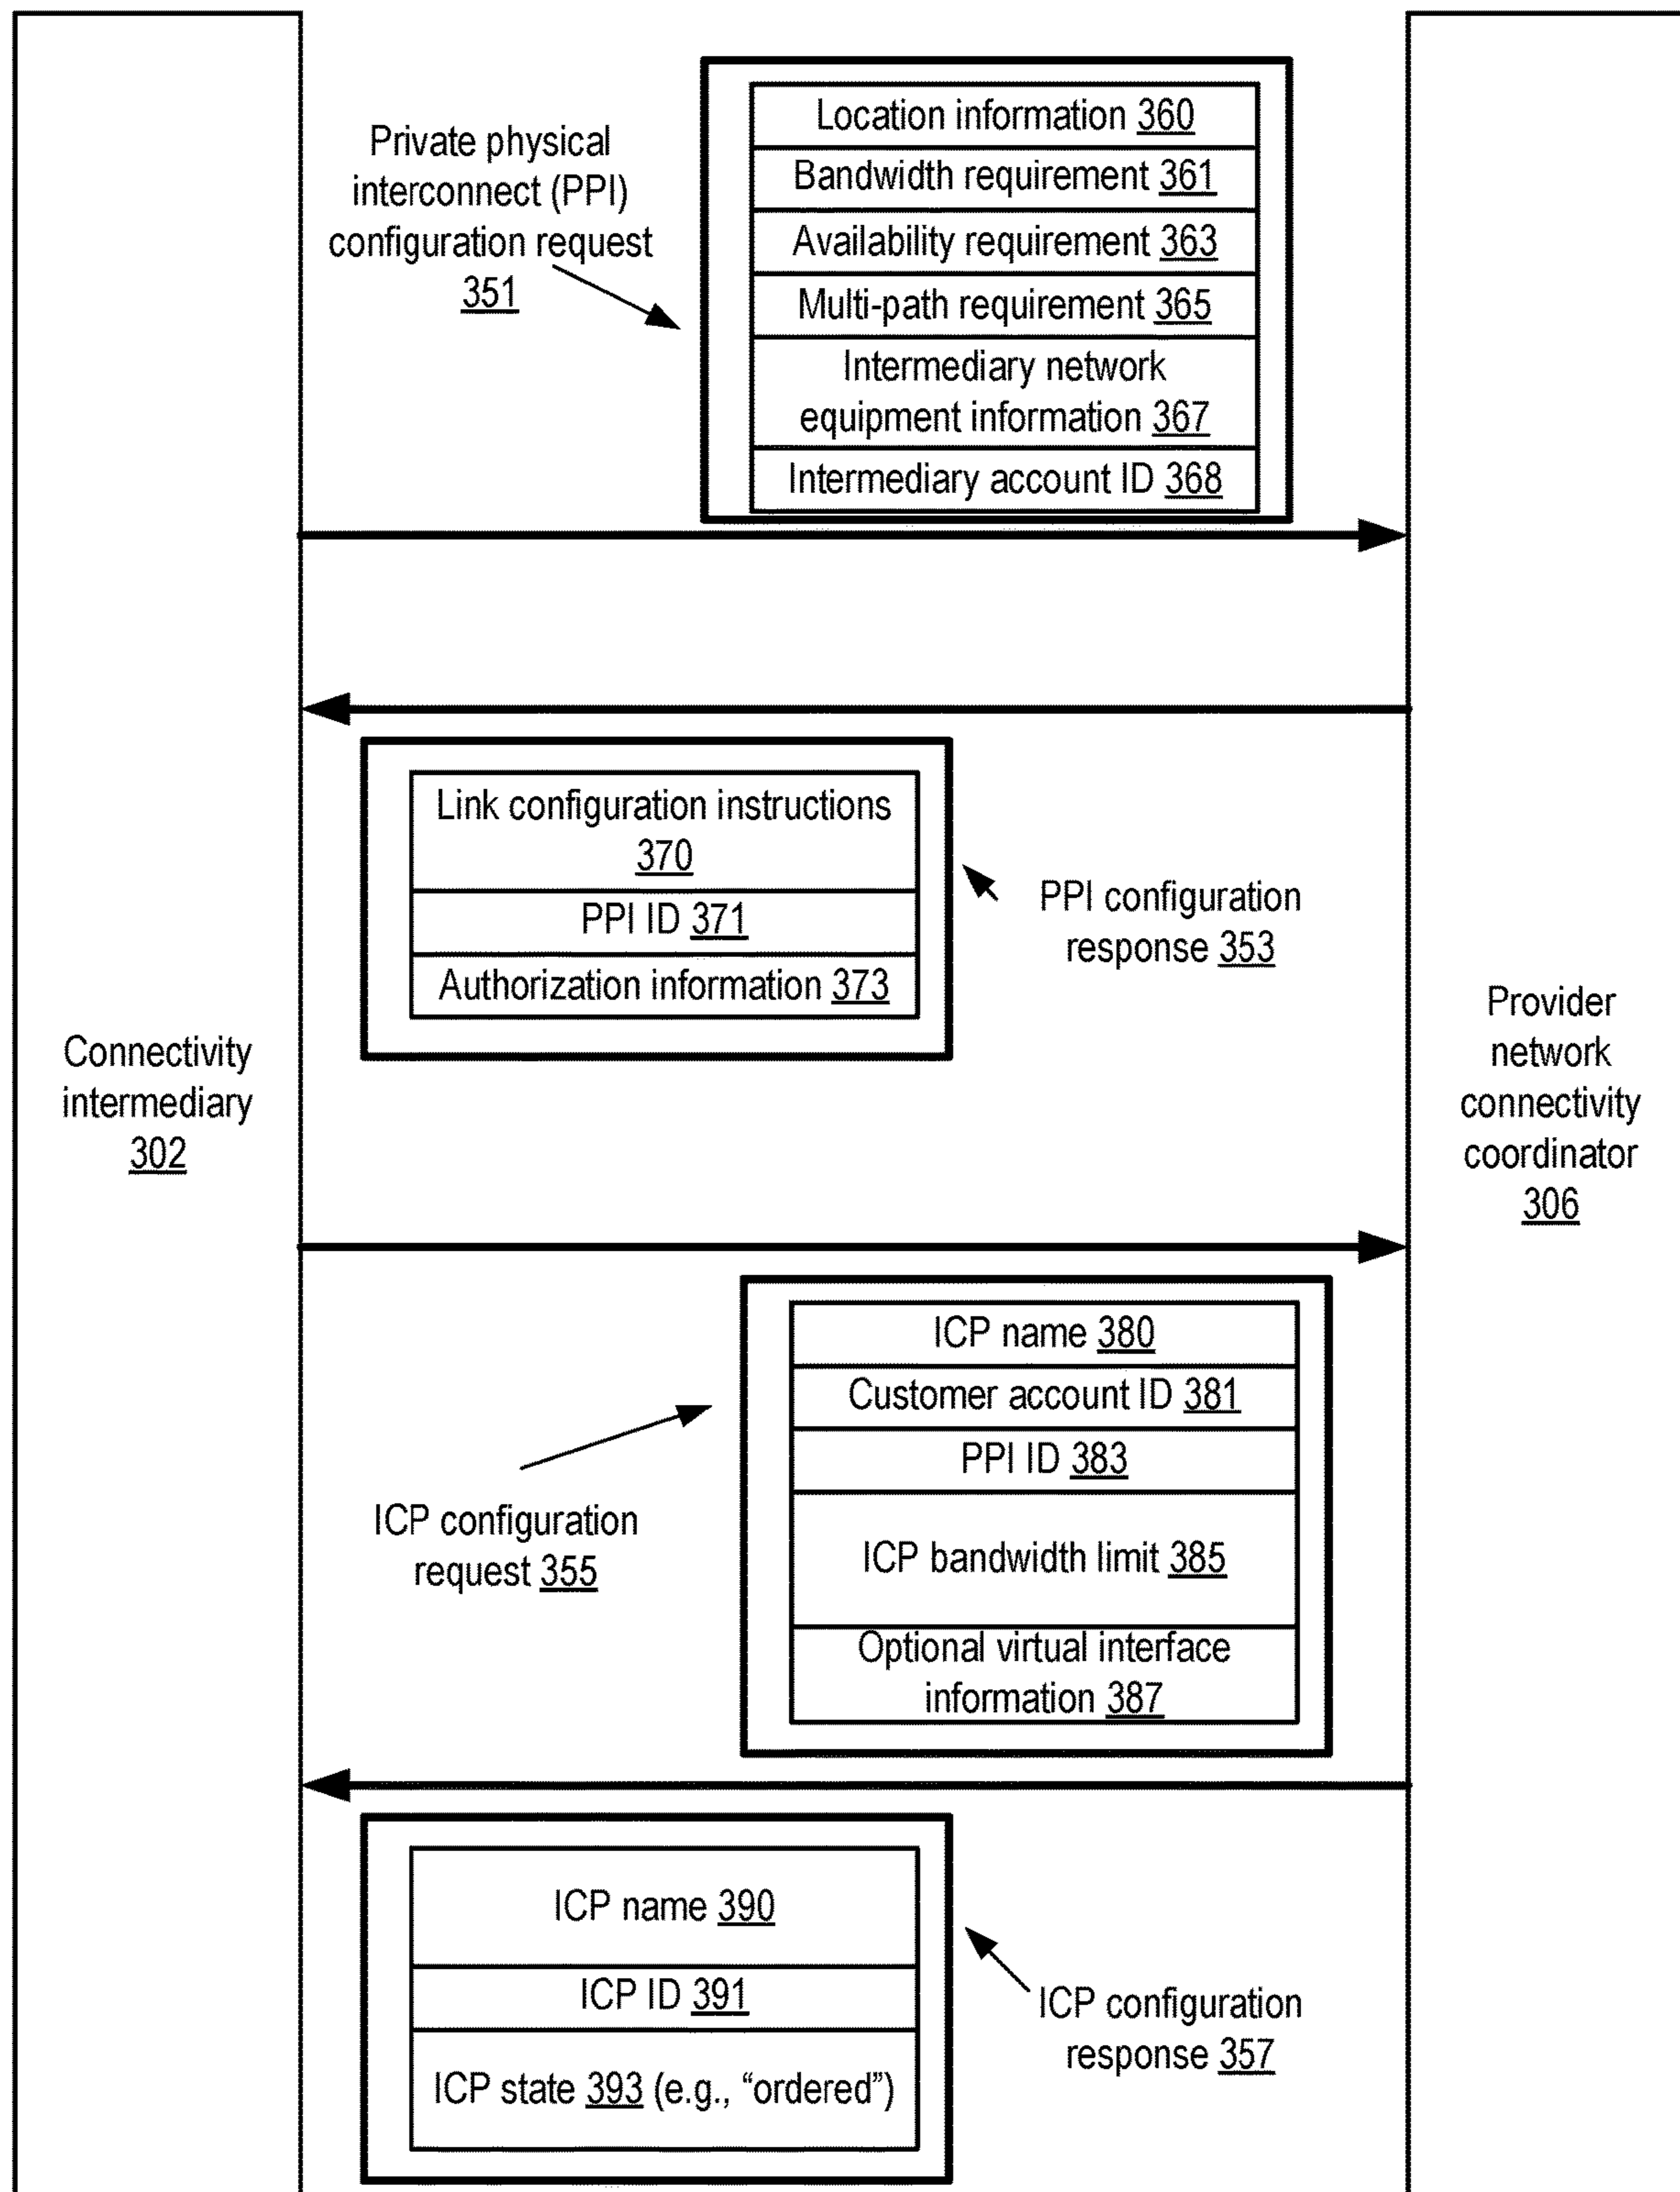 Private physical
interconnect (PPI)
configuration request
351
Location information 360
Bandwidth requirement 361
Availability requirement 363
Multi-path requirement 365
Intermediary network
equipment information 367
Intermediary account ID 368
Link configuration instructions
370
PPI ID 371
Authorization information 373
PPI configuration
response 353
Connectivity
intermediary
302
Provider
network
connectivity
coordinator
306
ICP name 380
Customer account ID 381
PPI ID 383
ICP bandwidth limit 385
Optional virtual interface
information 387
ICP configuration
request 355
ICP name 390
ICP ID 391
ICP state 393 (e.g., “ordered”)
ICP configuration
response 357